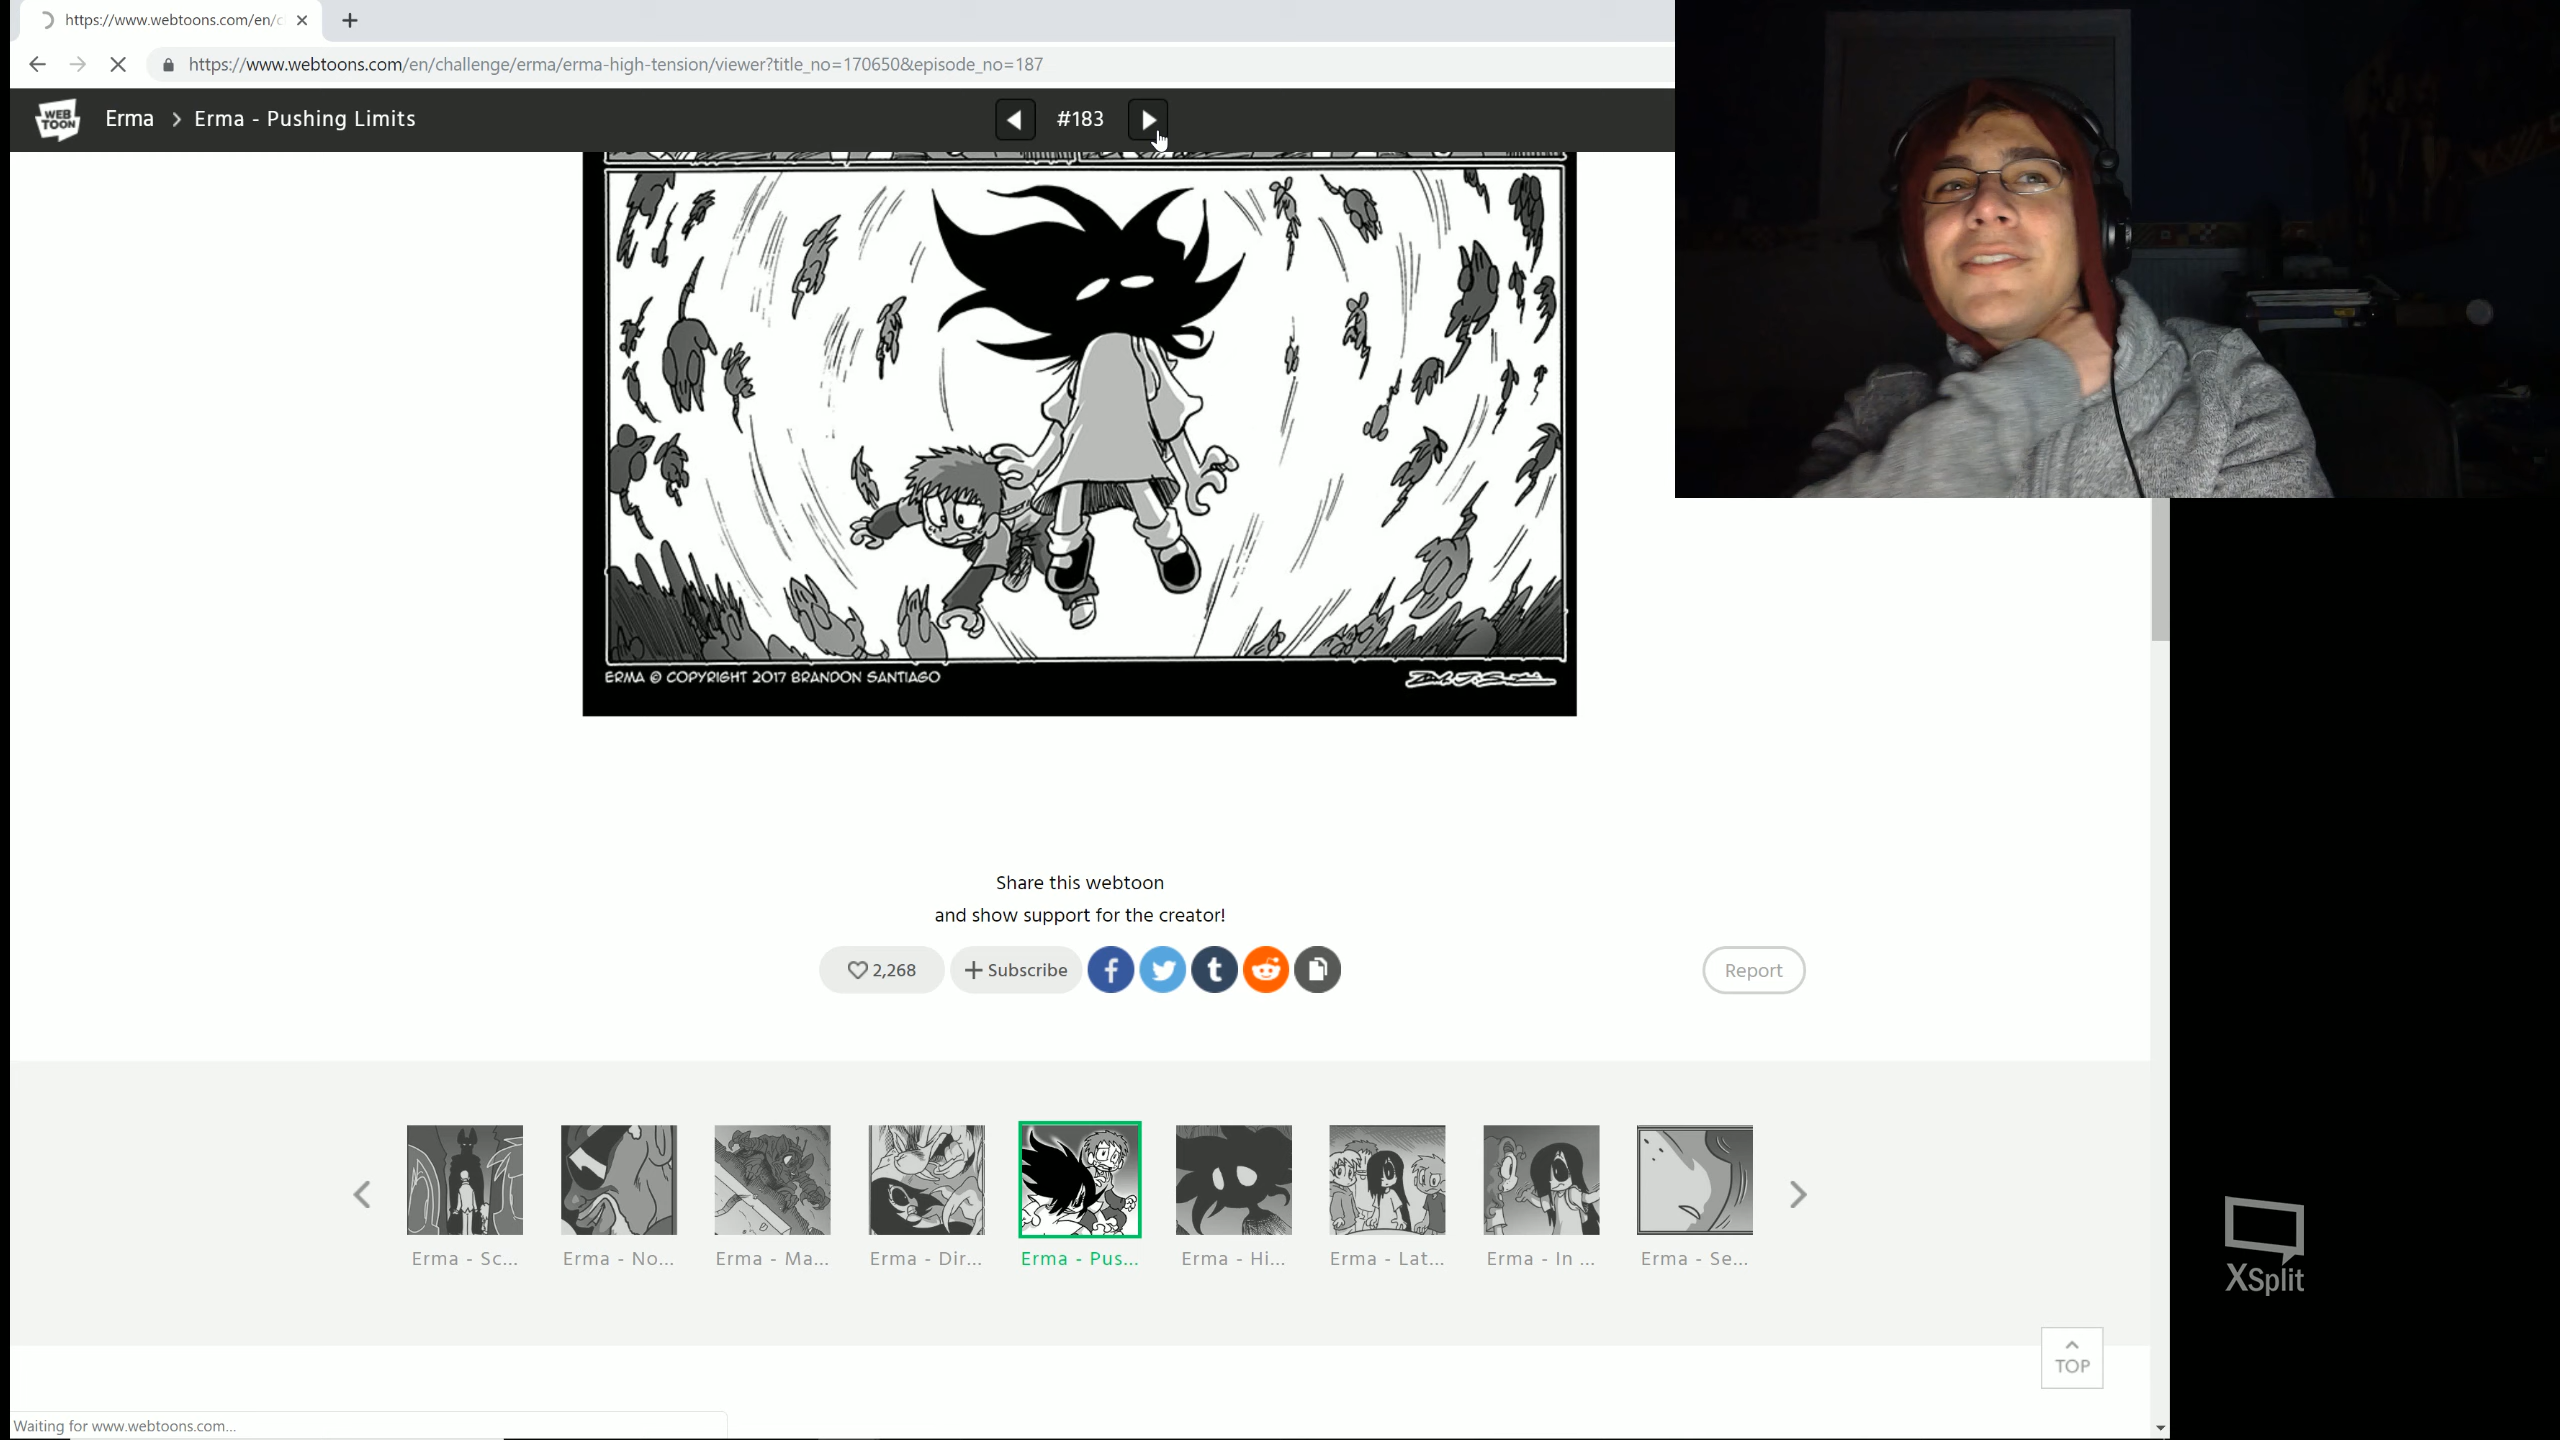 https://www.webtoons.com/en/c
https://www.webtoons.com/en/challenge/erma/erma-high-tension/viewer?title_no=170650&episode_no=187
WEB
TOON
Erma > Erma - Pushing Limits
#183
ERMA © COPYRIGHT 2017 BRANDON SANTIAGO
Share this webtoon
and show support for the creator!
2,268
+ Subscribe
Report
Erma - Sc...
Erma - No...
Erma - Ma...
Erma - Dir...
Erma - Pus...
Erma - Hi...
Erma - Lat...
Erma - In ...
Erma - Se...
TOP
XSplit
Waiting for www.webtoons.com...